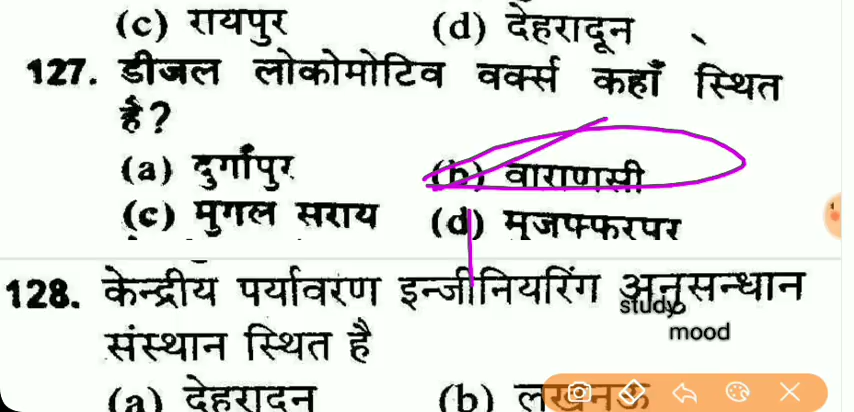 (c) रायपुर (d) देहरादून
127. डीजल लोकोमोटिव वर्क्स कहाँ स्थित
है?
(a) दुर्गापुर (b) वाराणसी
(c) मुगल सराय (d) मुजफ्फरपुर
128. केन्द्रीय पर्यावरण इन्जीनियरिंग अनुसन्धान
study
mood
संस्थान स्थित है
(a) देहरादून (b) लखनऊ